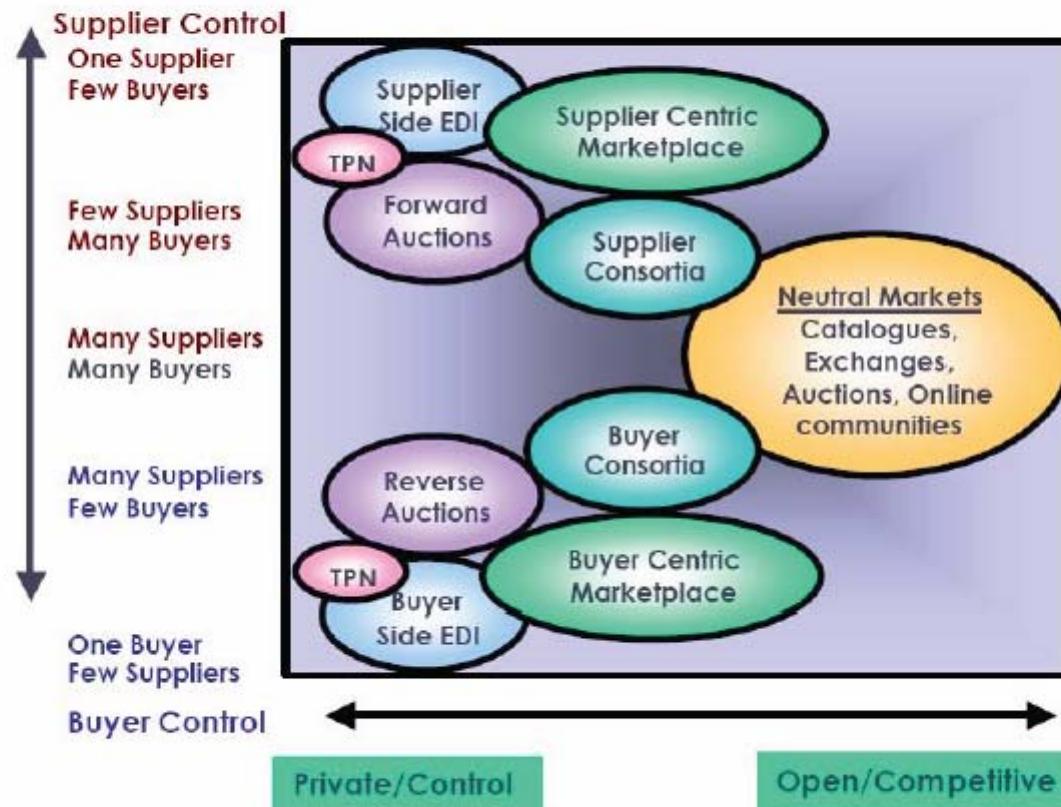 Supplier Control
One Supplier
Few Buyers
Few Suppliers
Many Buyers
Many Suppliers
Many Buyers
Many Suppliers
Few Buyers
One Buyer
Few Suppliers
Buyer Control
Supplier
Side EDI
Supplier Centric
Marketplace
TPN
Forward
Auctions
Supplier
Consortia
Neutral Markets
Catalogues,
Exchanges,
Auctions, Online
communities
Buyer
Consortia
Reverse
Auctions
TPN
Buyer Centric
Marketplace
Buyer
Side EDI
Private/Control
Open/Competitive